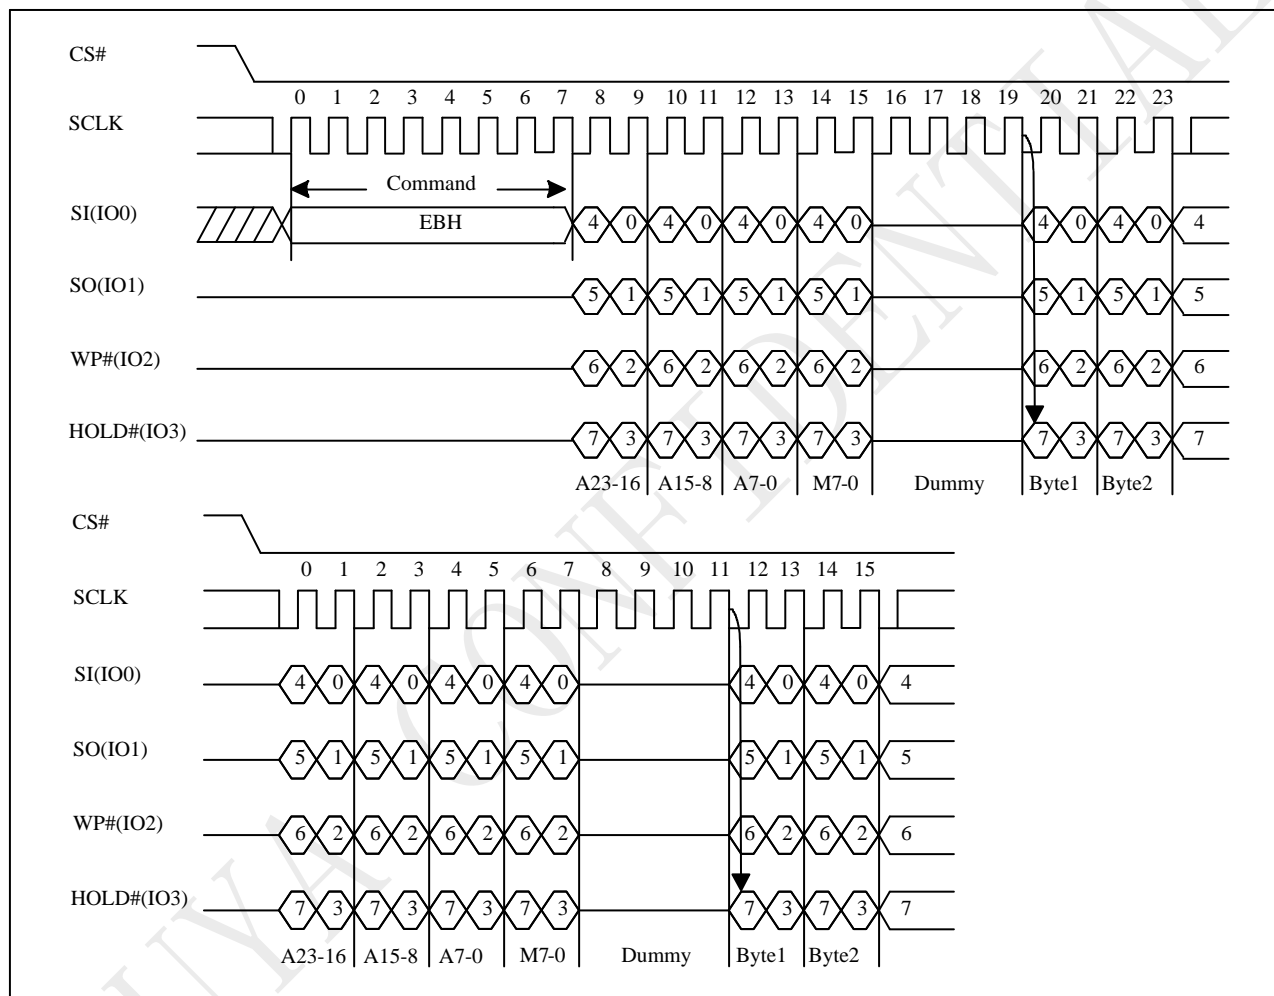 CS#
0 1 2 3 4 5 6 7 8 9 10 11 12 13 14 15 16 17 18 19 20 21 22 23
SCLK
Command
SI(IO0) EBH 4 0 4 0 4 0 4 0 4 0 4 0 4
SO(IO1) 5 1 5 1 5 1 5 1 5 1 5 1 5
WP#(IO2) 6 2 6 2 6 2 6 2 6 2 6 2 6
HOLD#(IO3) 7 3 7 3 7 3 7 3 7 3 7 3 7
A23-16 A15-8 A7-0 M7-0 Dummy Byte1 Byte2
CS#
0 1 2 3 4 5 6 7 8 9 10 11 12 13 14 15
SCLK
SI(IO0) 4 0 4 0 4 0 4 0 4 0 4 0 4
SO(IO1) 5 1 5 1 5 1 5 1 5 1 5 1 5
WP#(IO2) 6 2 6 2 6 2 6 2 6 2 6 2 6
HOLD#(IO3) 7 3 7 3 7 3 7 3 7 3 7 3 7
A23-16 A15-8 A7-0 M7-0 Dummy Byte1 Byte2
UYA CONFIDENTIAL